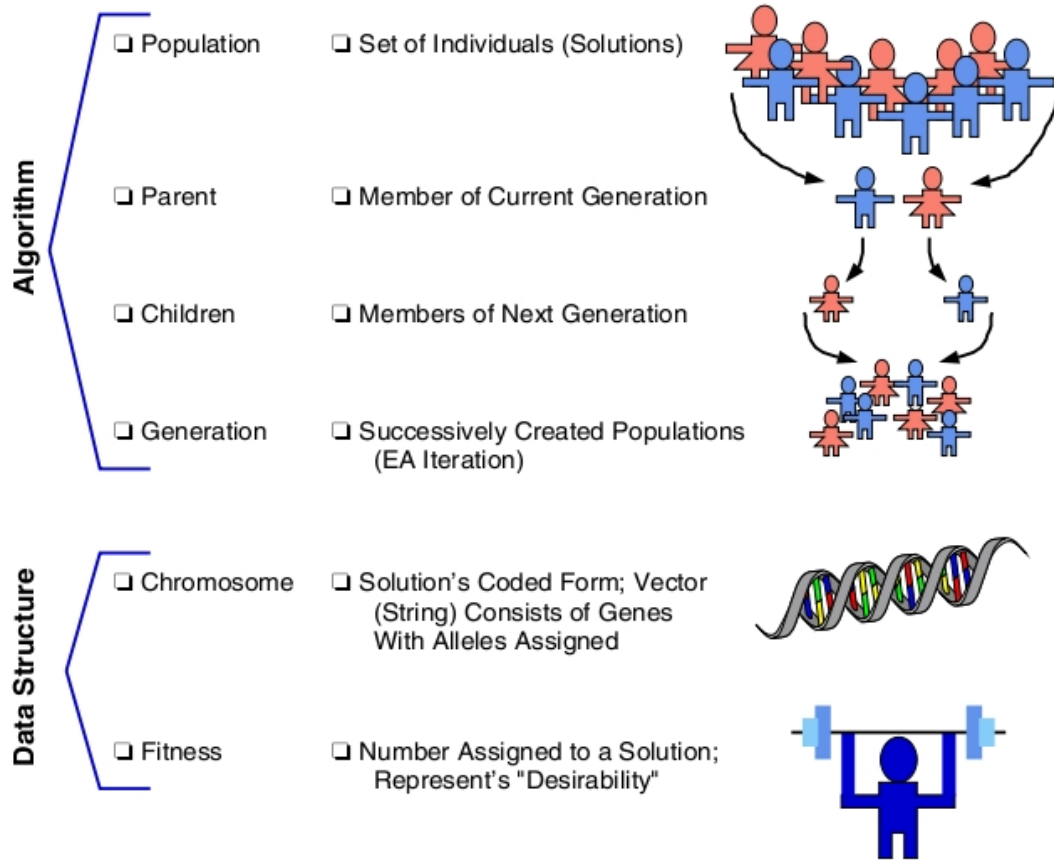 Algorithm
❑ Population
❑ Set of Individuals (Solutions)
❑ Parent
❑ Member of Current Generation
❑ Children
❑ Members of Next Generation
❑ Generation
❑ Successively Created Populations
(EA Iteration)
Data Structure
❑ Chromosome
❑ Solution's Coded Form; Vector
(String) Consists of Genes
With Alleles Assigned
❑ Fitness
❑ Number Assigned to a Solution;
Represent's "Desirability"